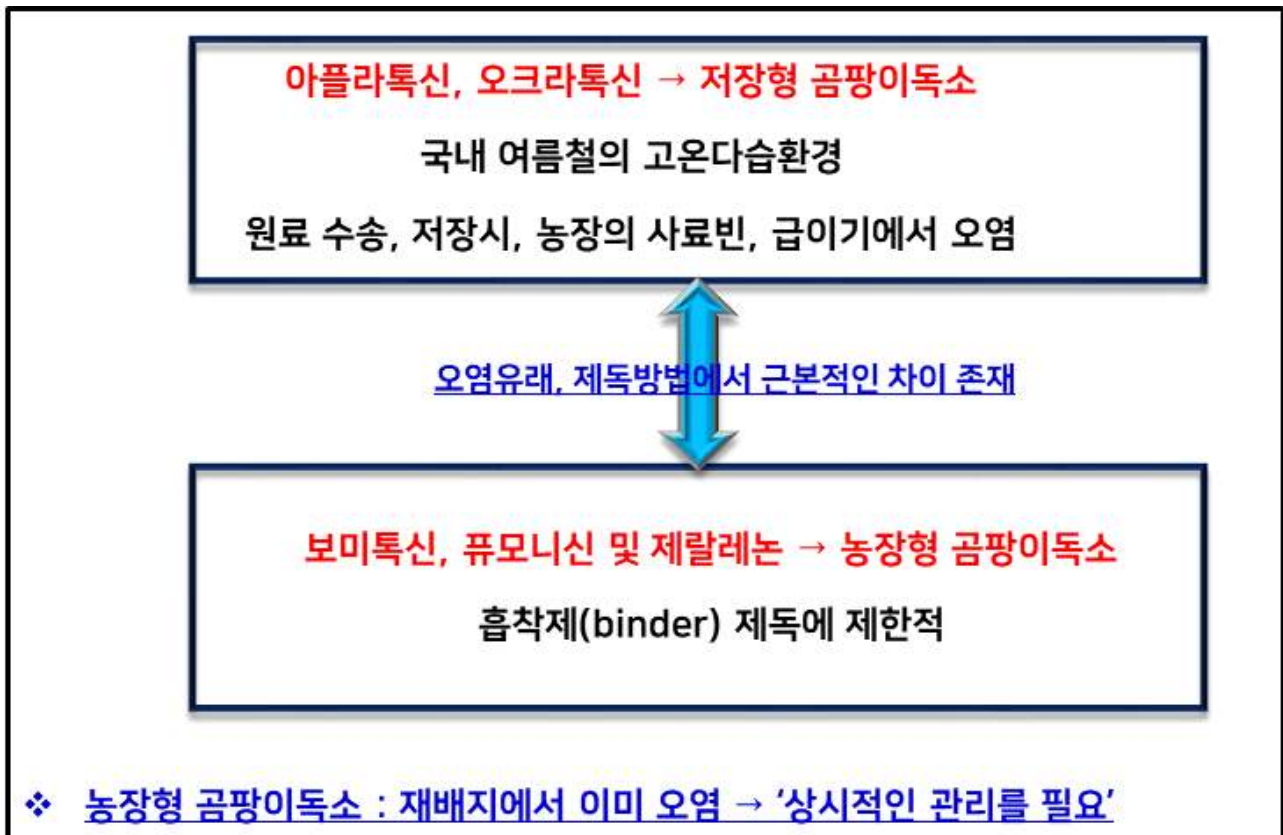 아플라톡신, 오크라톡신 → 저장형 곰팡이독소
국내 여름철의 고온다습환경
원료 수송, 저장시, 농장의 사료빈, 급이기에서 오염
오염유래, 제독방법에서 근본적인 차이 존재
보미톡신, 퓨모니신 및 제랄레논 → 농장형 곰팡이독소
흡착제(binder) 제독에 제한적
❖ 농장형 곰팡이독소 : 재배지에서 이미 오염 → ‘상시적인 관리를 필요’